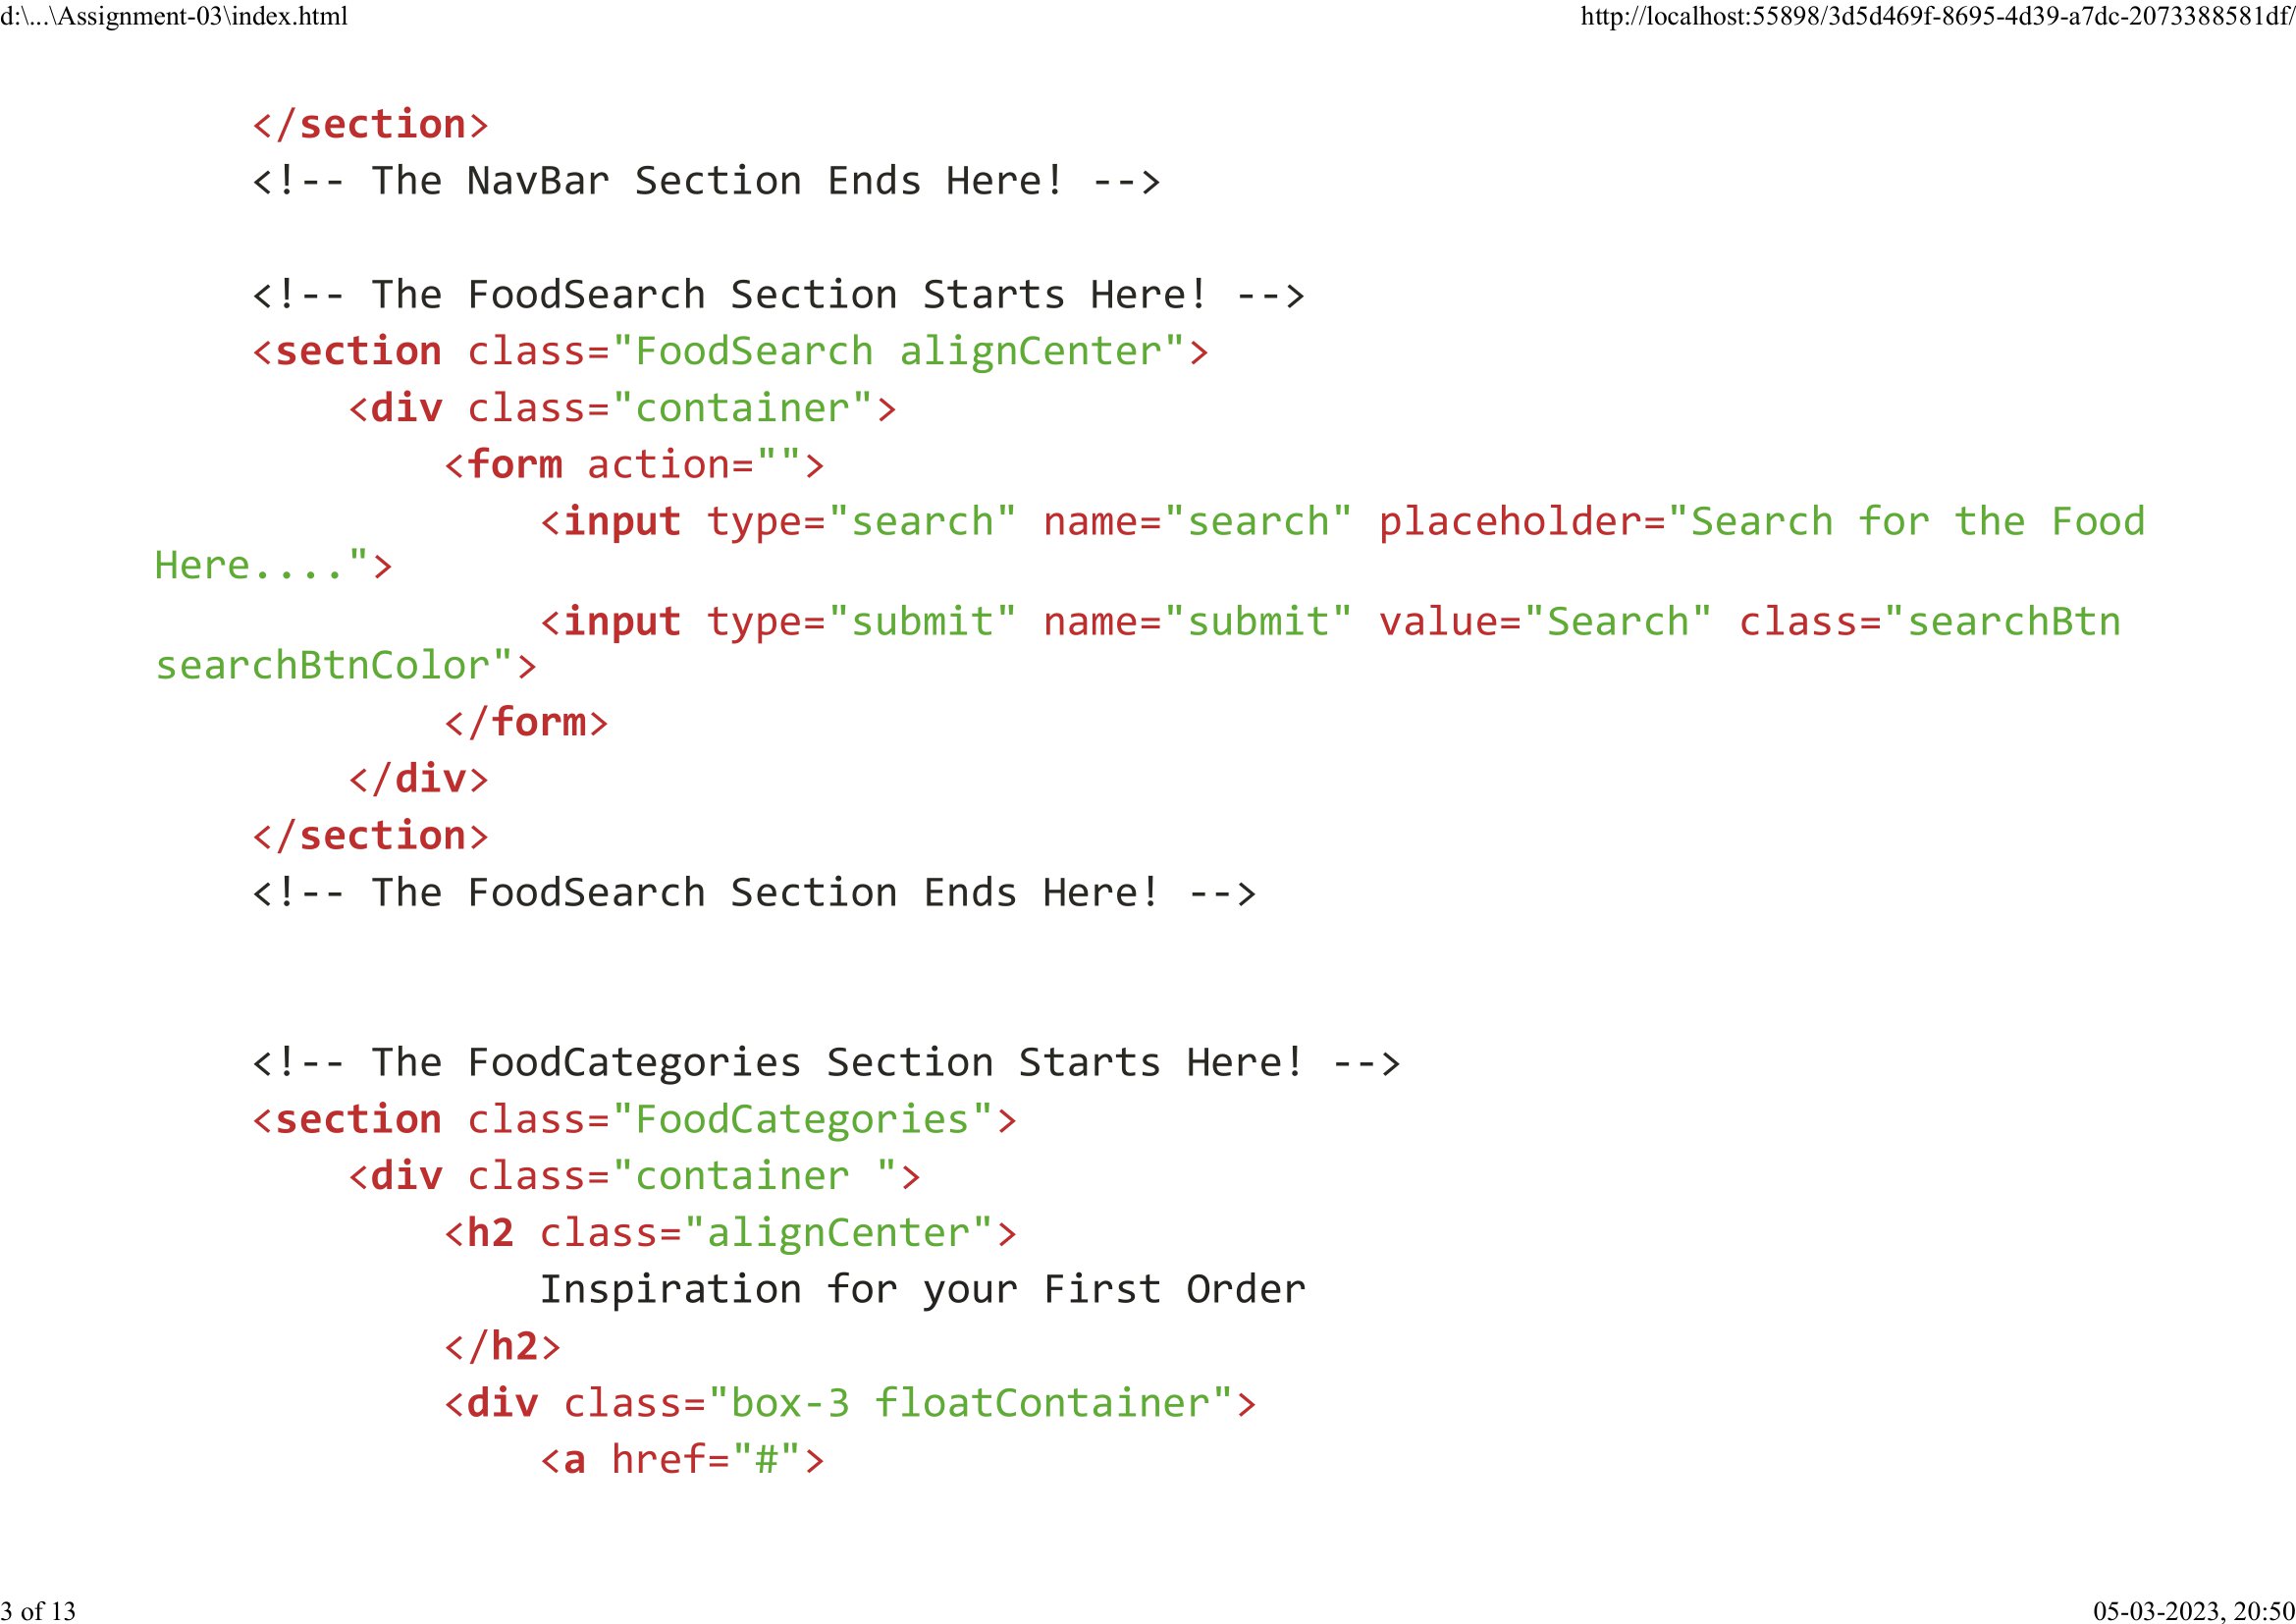 d:\...\Assignment-03\index.html
http://localhost:55898/3d5d469f-8695-4d39-a7dc-2073388581df/
</section>
<!-- The NavBar Section Ends Here! -->
<!-- The FoodSearch Section Starts Here! -->
<section class="FoodSearch alignCenter">
<div class="container">
<form action="">
<input type="search" name="search" placeholder="Search for the Food
Here....">
<input type="submit" name="submit" value="Search" class="searchBtn
searchBtnColor">
</form>
</div>
</section>
<!-- The FoodSearch Section Ends Here! -->
<!-- The FoodCategories Section Starts Here! -->
<section class="FoodCategories">
<div class="container ">
<h2 class="alignCenter">
Inspiration for your First Order
</h2>
<div class="box-3 floatContainer">
<a href="#">
3 of 13
05-03-2023, 20:50